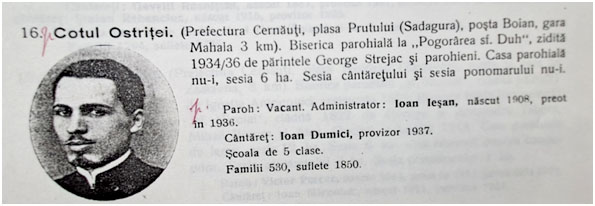 16. Cotul Ostriței. (Prefectura Cernăuți, plasa Prutului (Sadagura), poșta Boian, gara
Mahala 3 km). Biserica parohială la „Pogorârea sf. Duh“, zidită
1934/36 de părintele George Strejac și parohieni. Casa parohială
nu-i, sesia 6 ha. Sesia cântărețului și sesia ponomarului nu-i.
Paroh: Vacant. Administrator: Ioan Ieșan, născut 1908, preot
în 1936.
Cântăreț: Ioan Dumici, provizor 1937.
Școala de 5 clase.
Familii 530, suflete 1850.